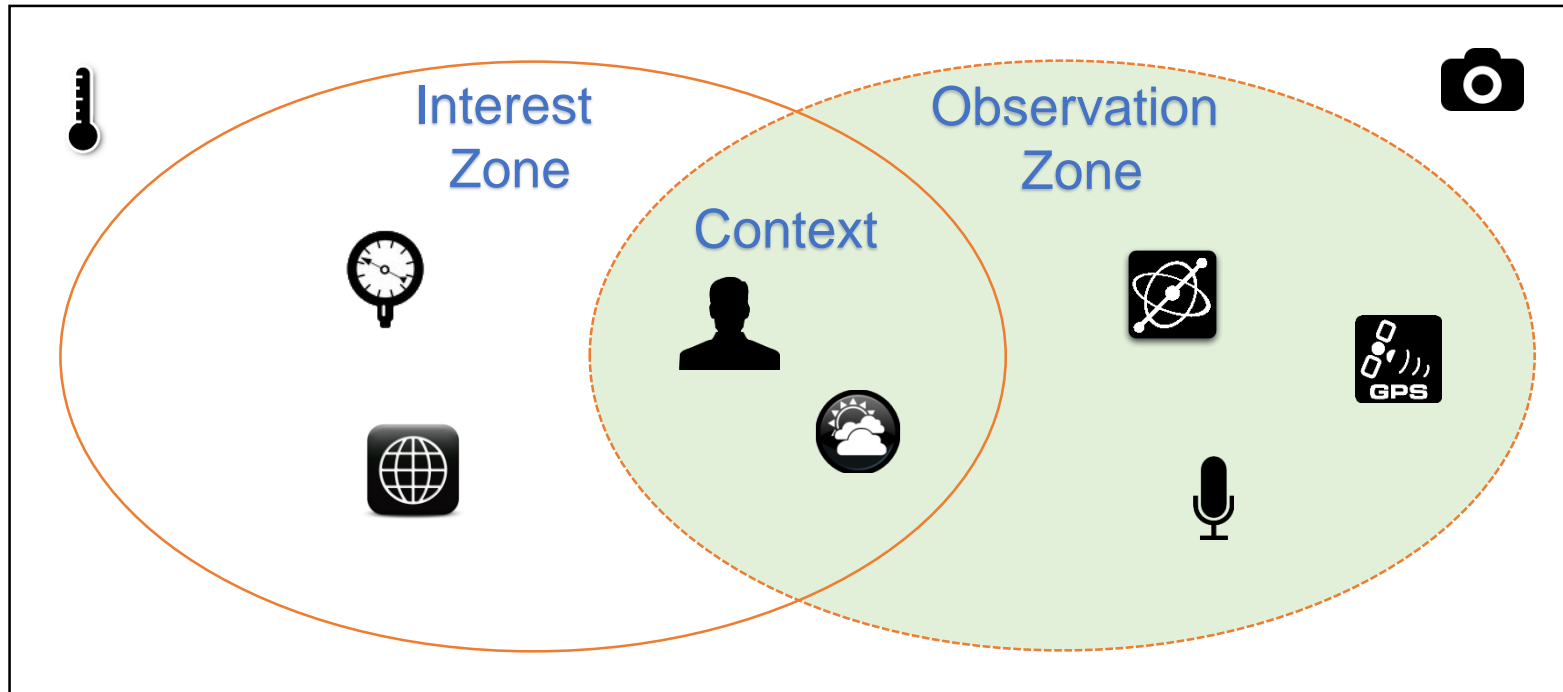 Interest
Zone
Observation
Zone
Context
GPS